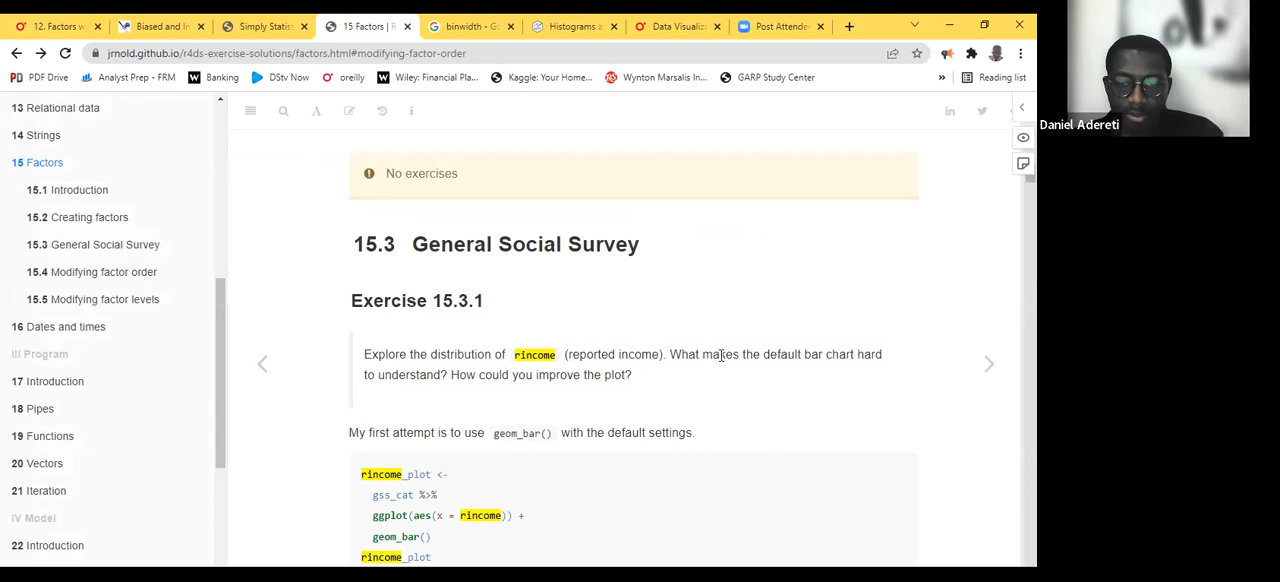 12. Factors w
Biased and In
Simply Statist
15 Factors | R
binwidth - Go
Histograms a
Data Visualiz
Post Attende
jrnold.github.io/r4ds-exercise-solutions/factors.html#modifying-factor-order
PDF Drive
Analyst Prep - FRM
Banking
DStv Now
oreilly
Wiley: Financial Pla...
Kaggle: Your Home...
Wynton Marsalis In...
GARP Study Center
»
Reading list
13 Relational data
14 Strings
15 Factors
15.1 Introduction
15.2 Creating factors
15.3 General Social Survey
15.4 Modifying factor order
15.5 Modifying factor levels
16 Dates and times
III Program
17 Introduction
18 Pipes
19 Functions
20 Vectors
21 Iteration
IV Model
22 Introduction
No exercises
15.3 General Social Survey
Exercise 15.3.1
Explore the distribution of rincome (reported income). What makes the default bar chart hard
to understand? How could you improve the plot?
My first attempt is to use geom_bar() with the default settings.
rincome_plot <-
gss_cat %>%
ggplot(aes(x = rincome)) +
geom_bar()
rincome_plot
Daniel Adereti